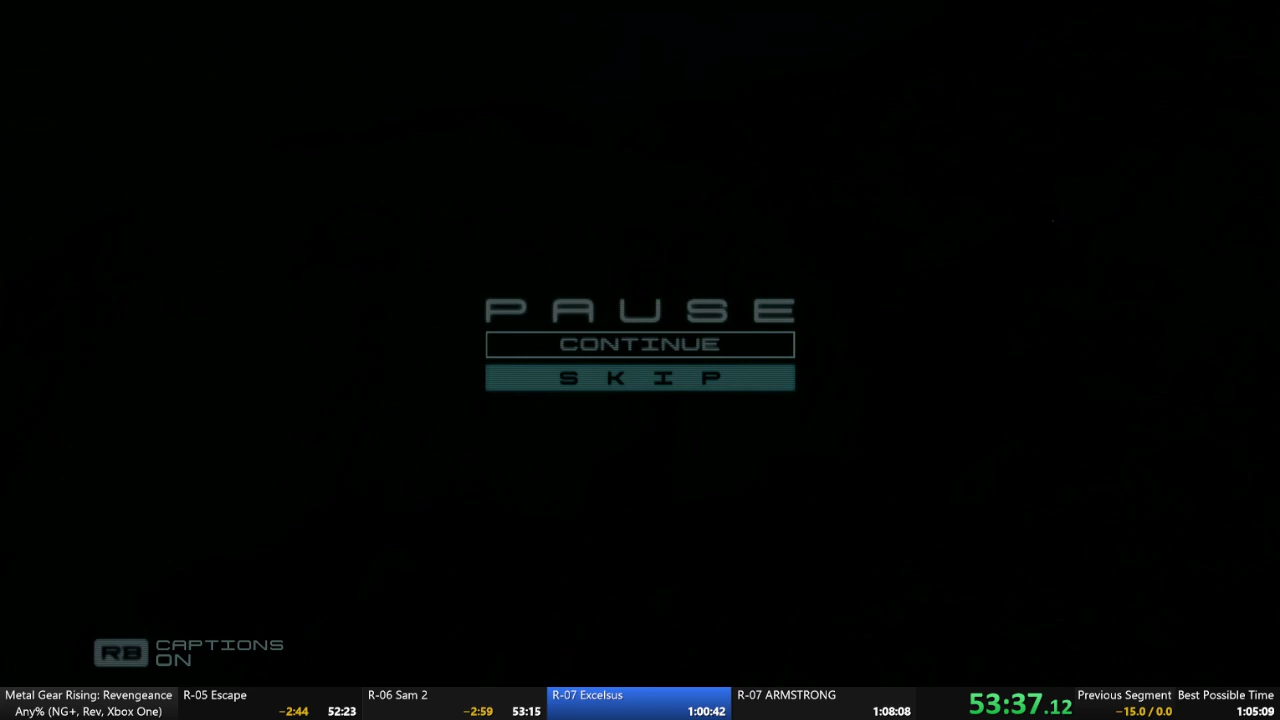 PAUSE
CONTINUE
SKIP
RB CAPTIONS
ON
Metal Gear Rising: Revengeance
Any% (NG+, Rev, Xbox One)
R-05 Escape
−2:44 52:23
R-06 Sam 2
−2:59 53:15
R-07 Excelsus
1:00:42
R-07 ARMSTRONG
1:08:08
53:37.12
Previous Segment
−15.0 / 0.0
Best Possible Time
1:05:09